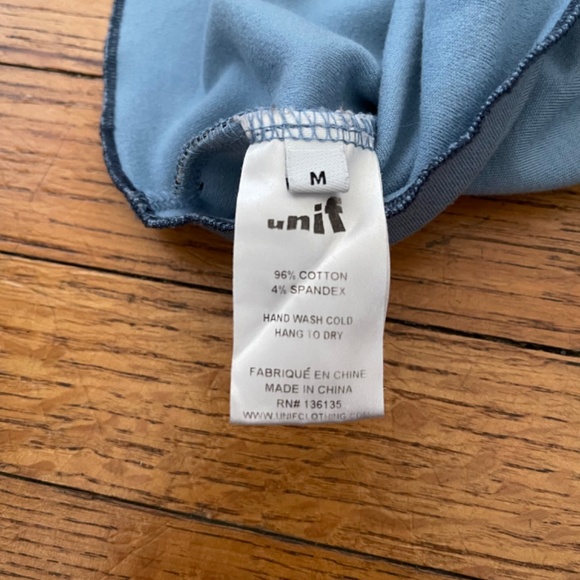 M
unif
96% COTTON
4% SPANDEX
HAND WASH COLD
HANG TO DRY
FABRIQUÉ EN CHINE
MADE IN CHINA
RN# 136135
WWW.UNIFCLOTHING.COM